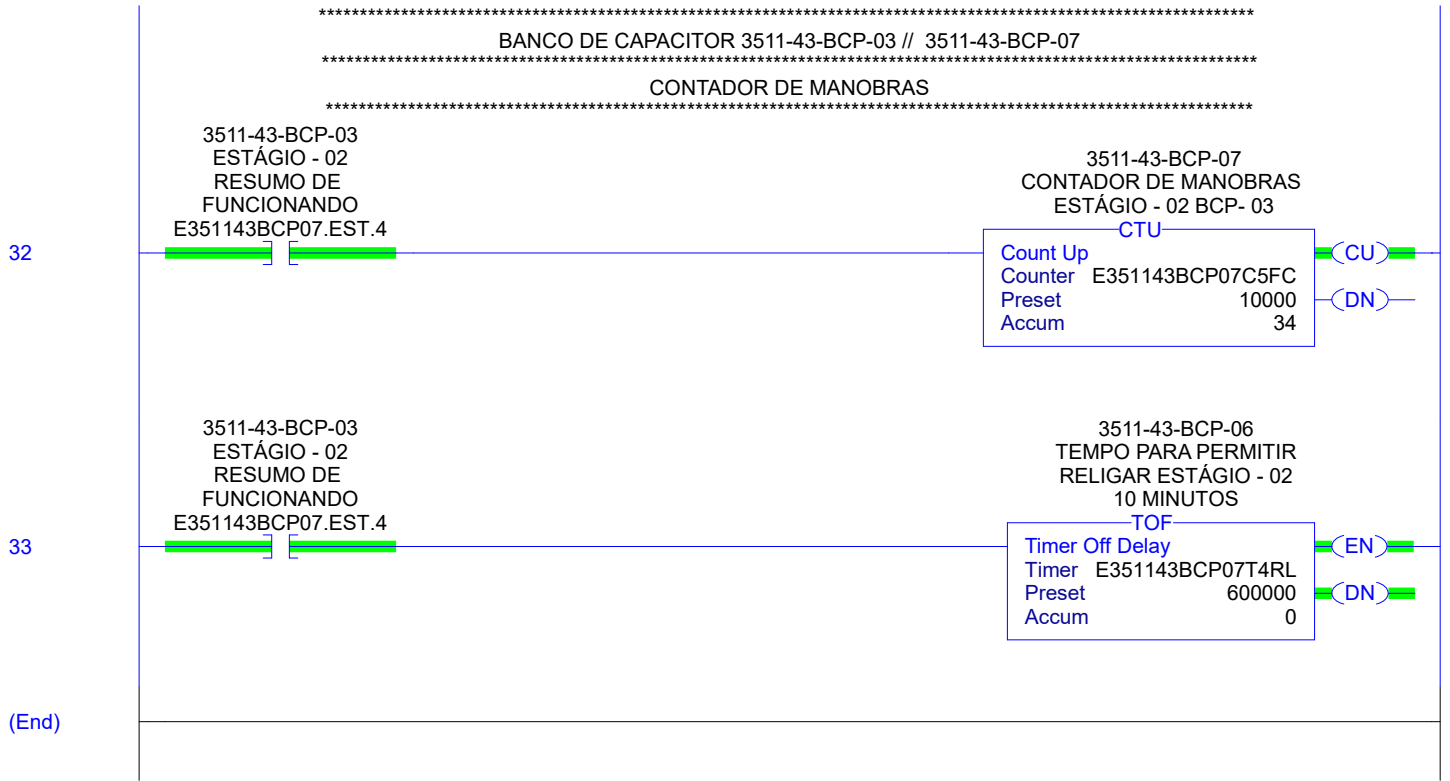 *******************************************************************************************************************
BANCO DE CAPACITOR 3511-43-BCP-03 // 3511-43-BCP-07
*******************************************************************************************************************
CONTADOR DE MANOBRAS
******************************************************************************************************************
3511-43-BCP-03
ESTÁGIO - 02
RESUMO DE
FUNCIONANDO
E351143BCP07.EST.4
3511-43-BCP-07
CONTADOR DE MANOBRAS
ESTÁGIO - 02 BCP- 03
CTU
32
Count Up
CU
Counter E351143BCP07C5FC
Preset 10000
DN
Accum 34
3511-43-BCP-03
ESTÁGIO - 02
RESUMO DE
FUNCIONANDO
E351143BCP07.EST.4
3511-43-BCP-06
TEMPO PARA PERMITIR
RELIGAR ESTÁGIO - 02
10 MINUTOS
TOF
33
Timer Off Delay
EN
Timer E351143BCP07T4RL
Preset 600000
DN
Accum 0
(End)